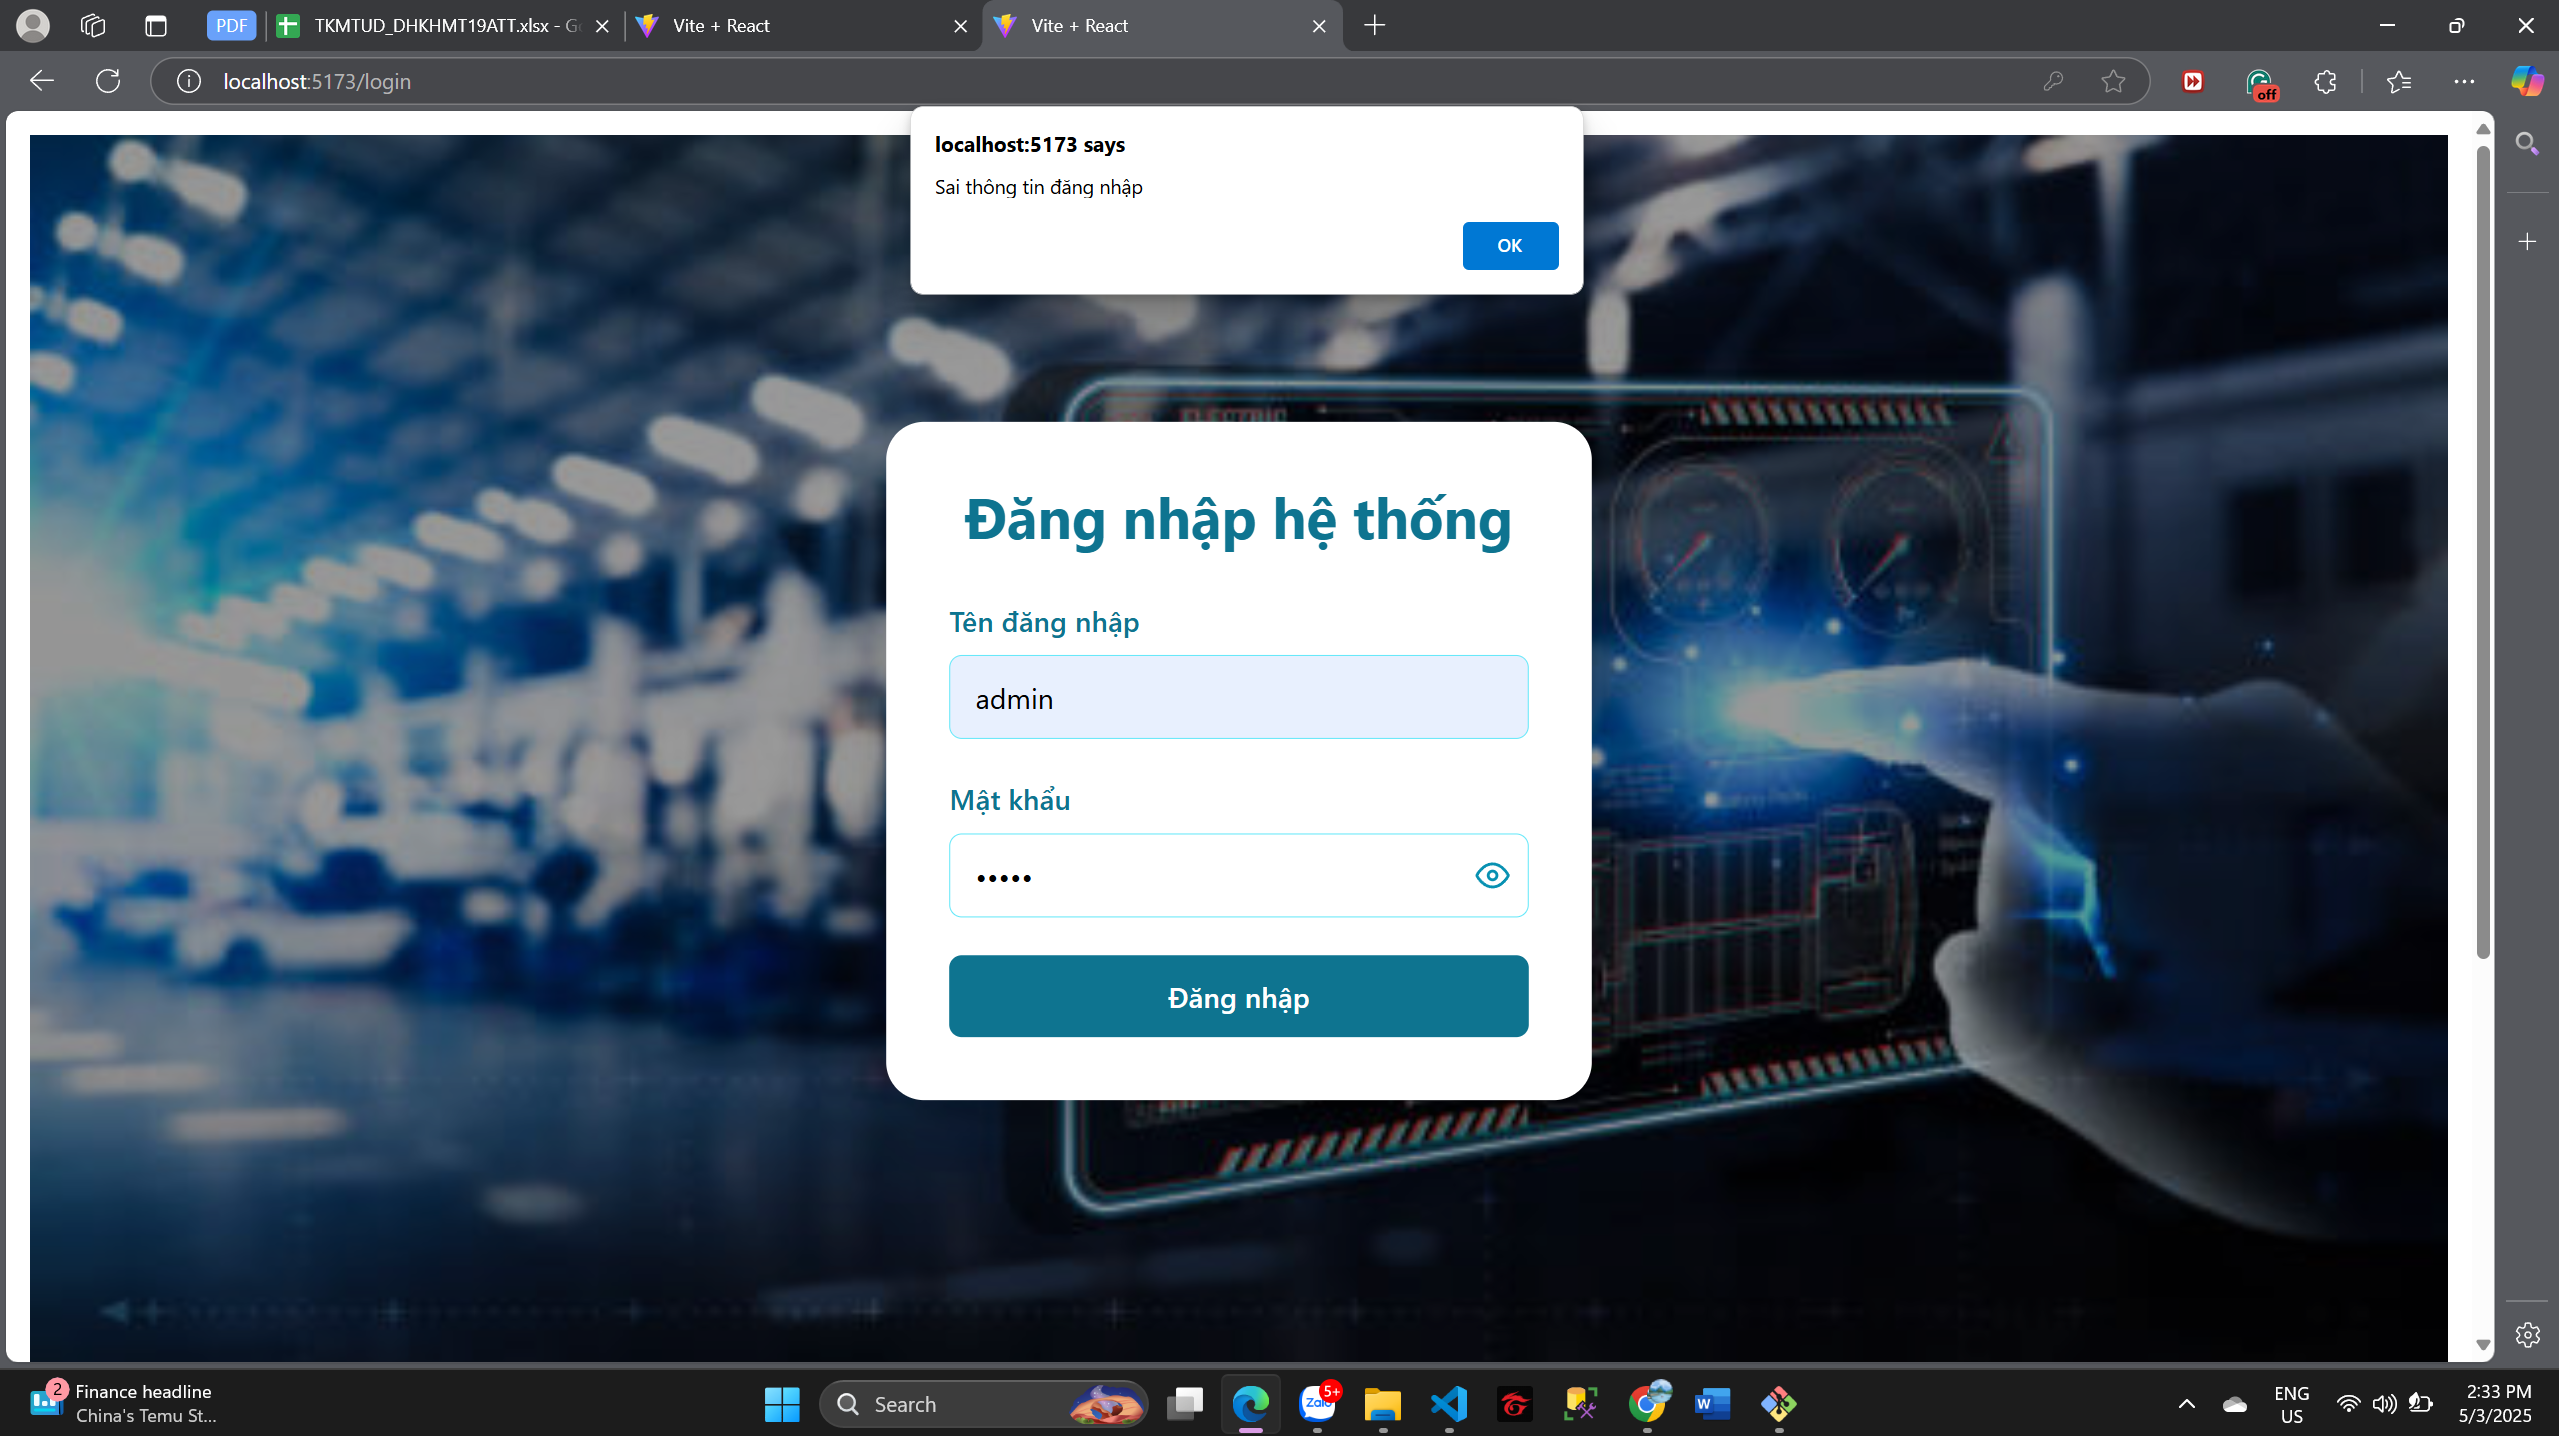 PDF
TKMTUD_DHKHMT19ATT.xlsx - G
Vite + React
Vite + React
localhost:5173/login
off
localhost:5173 says
Sai thông tin đăng nhập
OK
ELECTRIC
Đăng nhập hệ thống
Tên đăng nhập
admin
Mật khẩu
•••••
Đăng nhập
2
Finance headline
China's Temu St...
Search
Zalo
5+
W
ENG
US
2:33 PM
5/3/2025